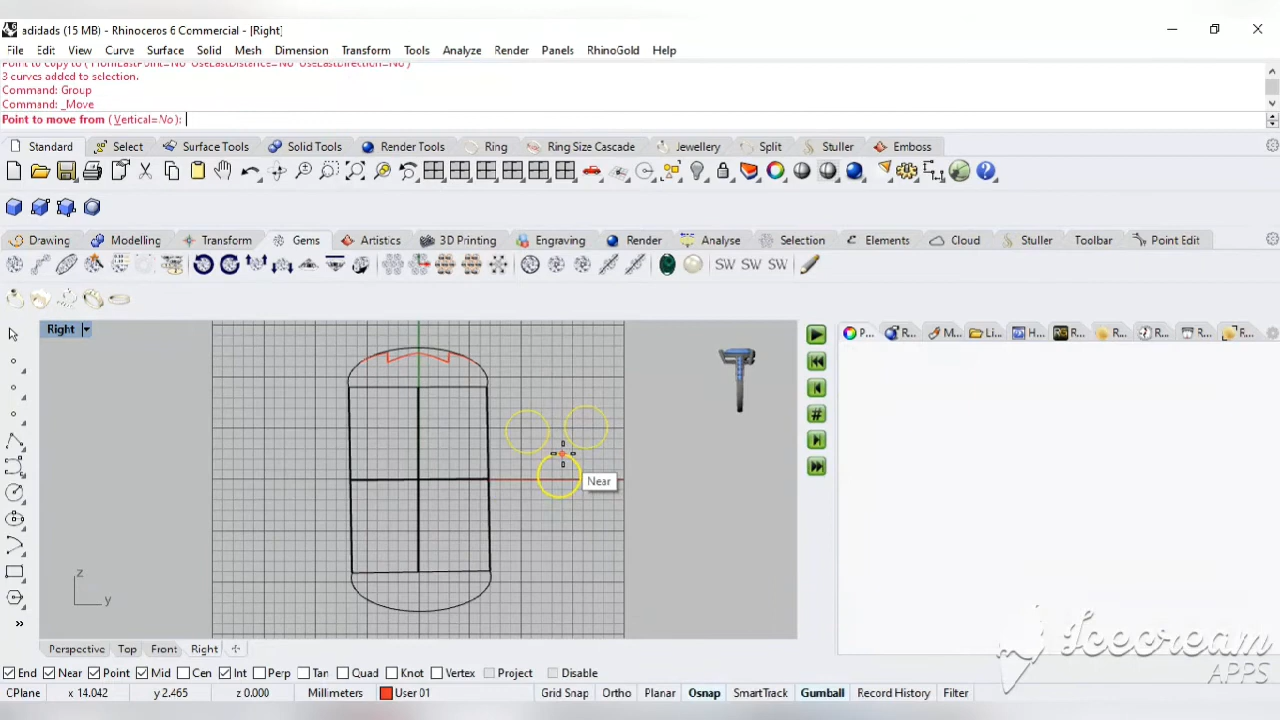 adidads (15 MB) - Rhinoceros 6 Commercial - [Right]
File Edit View Curve Surface Solid Mesh Dimension Transform Tools Analyze Render Panels RhinoGold Help
3 curves added to selection.
Command: Group
Command: _Move
Point to move from ( Vertical=No ):
Standard Select Surface Tools Solid Tools Render Tools Ring Ring Size Cascade Jewellery Split Stuller Emboss
Drawing Modelling Transform Gems Artistics 3D Printing Engraving Render Analyse Selection Elements Cloud Stuller Toolbar Point Edit
SW SW SW
Right
P... R... M... Li... H... R... R... R... R... R...
Near
z
y
Perspective Top Front Right
End Near Point Mid Cen Int Perp Tan Quad Knot Vertex Project Disable
CPlane x 14.042 y 2.465 z 0.000 Millimeters User 01 Grid Snap Ortho Planar Osnap SmartTrack Gumball Record History Filter
Icecream
APPS